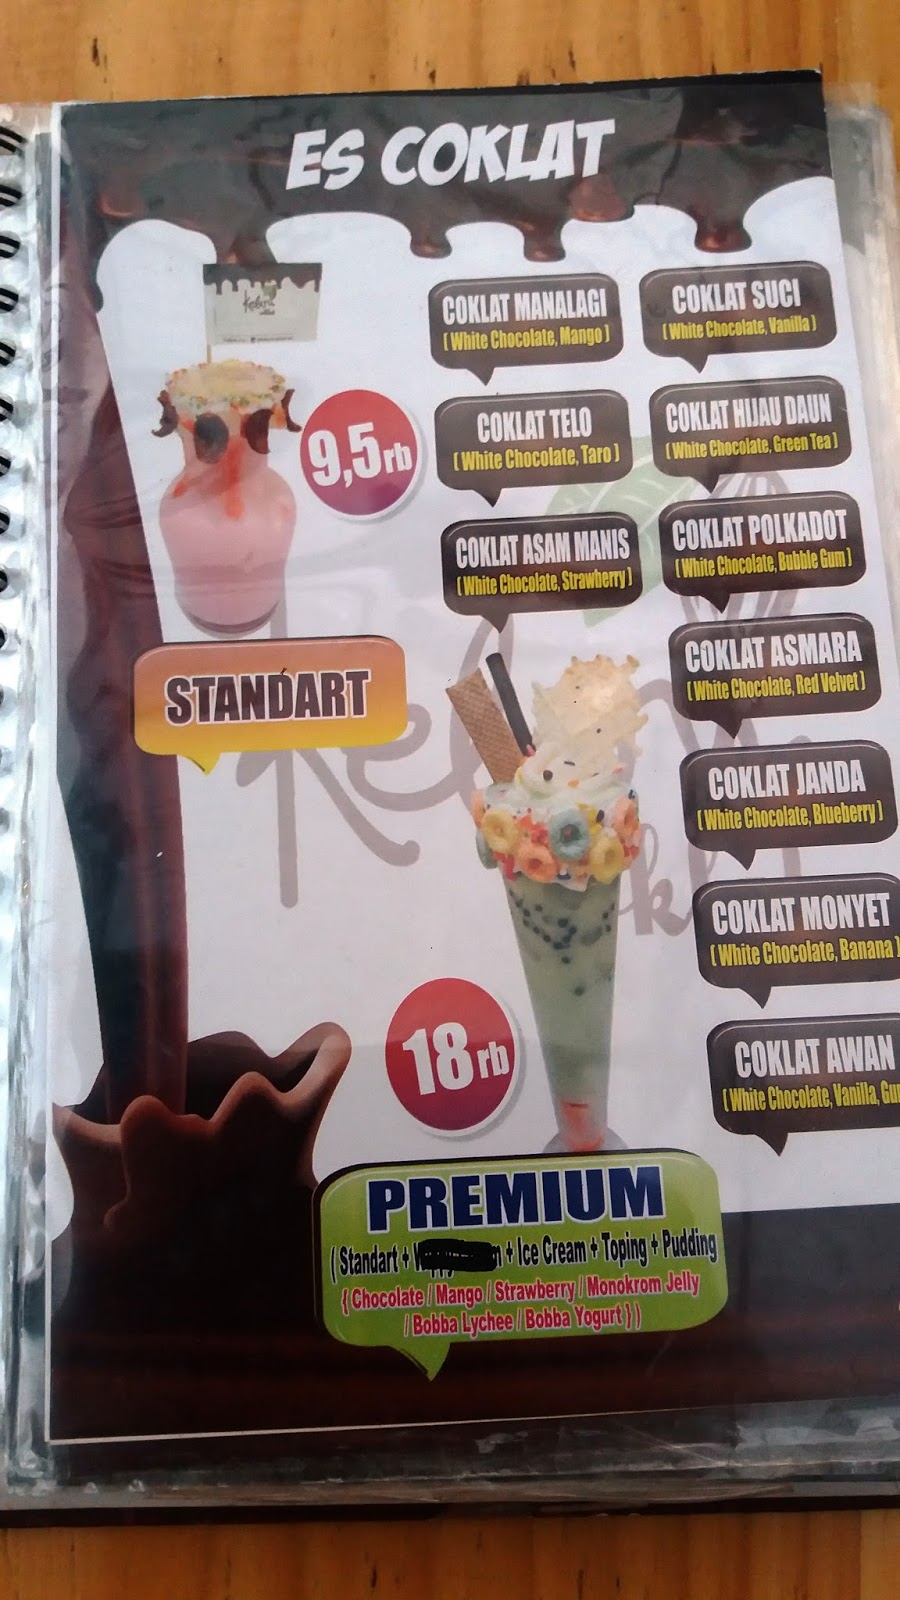 ES COKLAT
Kebon
9,5rb
STANDART
COKLAT MANALAGI
( White Chocolate, Mango )
COKLAT TELO
( White Chocolate, Taro )
COKLAT ASAM MANIS
( White Chocolate, Strawberry )
COKLAT SUCI
( White Chocolate, Vanilla )
COKLAT HIJAU DAUN
( White Chocolate, Green Tea )
COKLAT POLKADOT
( White Chocolate, Bubble Gum )
COKLAT ASMARA
( White Chocolate, Red Velvet )
COKLAT JANDA
( White Chocolate, Blueberry )
COKLAT MONYET
( White Chocolate, Banana )
COKLAT AWAN
( White Chocolate, Vanilla,
18rb
PREMIUM
( Standart + + Ice Cream + Toping + Pudding
{ Chocolate / Mango / Strawberry / Monokrom Jelly
/ Bobba Lychee / Bobba Yogurt } )